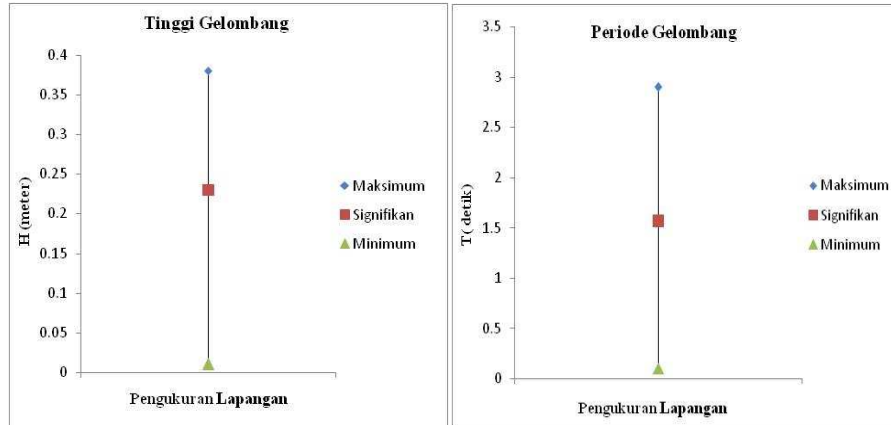 Tinggi Gelombang
0.4
0.35
0.3
0.25
0.2
0.15
0.1
0.05
0
H (meter)
Pengukuran Lapangan
Maksimum
Signifikan
Minimum
Periode Gelombang
3.5
3
2.5
2
1.5
1
0.5
0
T( detik)
Pengukuran Lapangan
Maksimum
Signifikan
Minimum